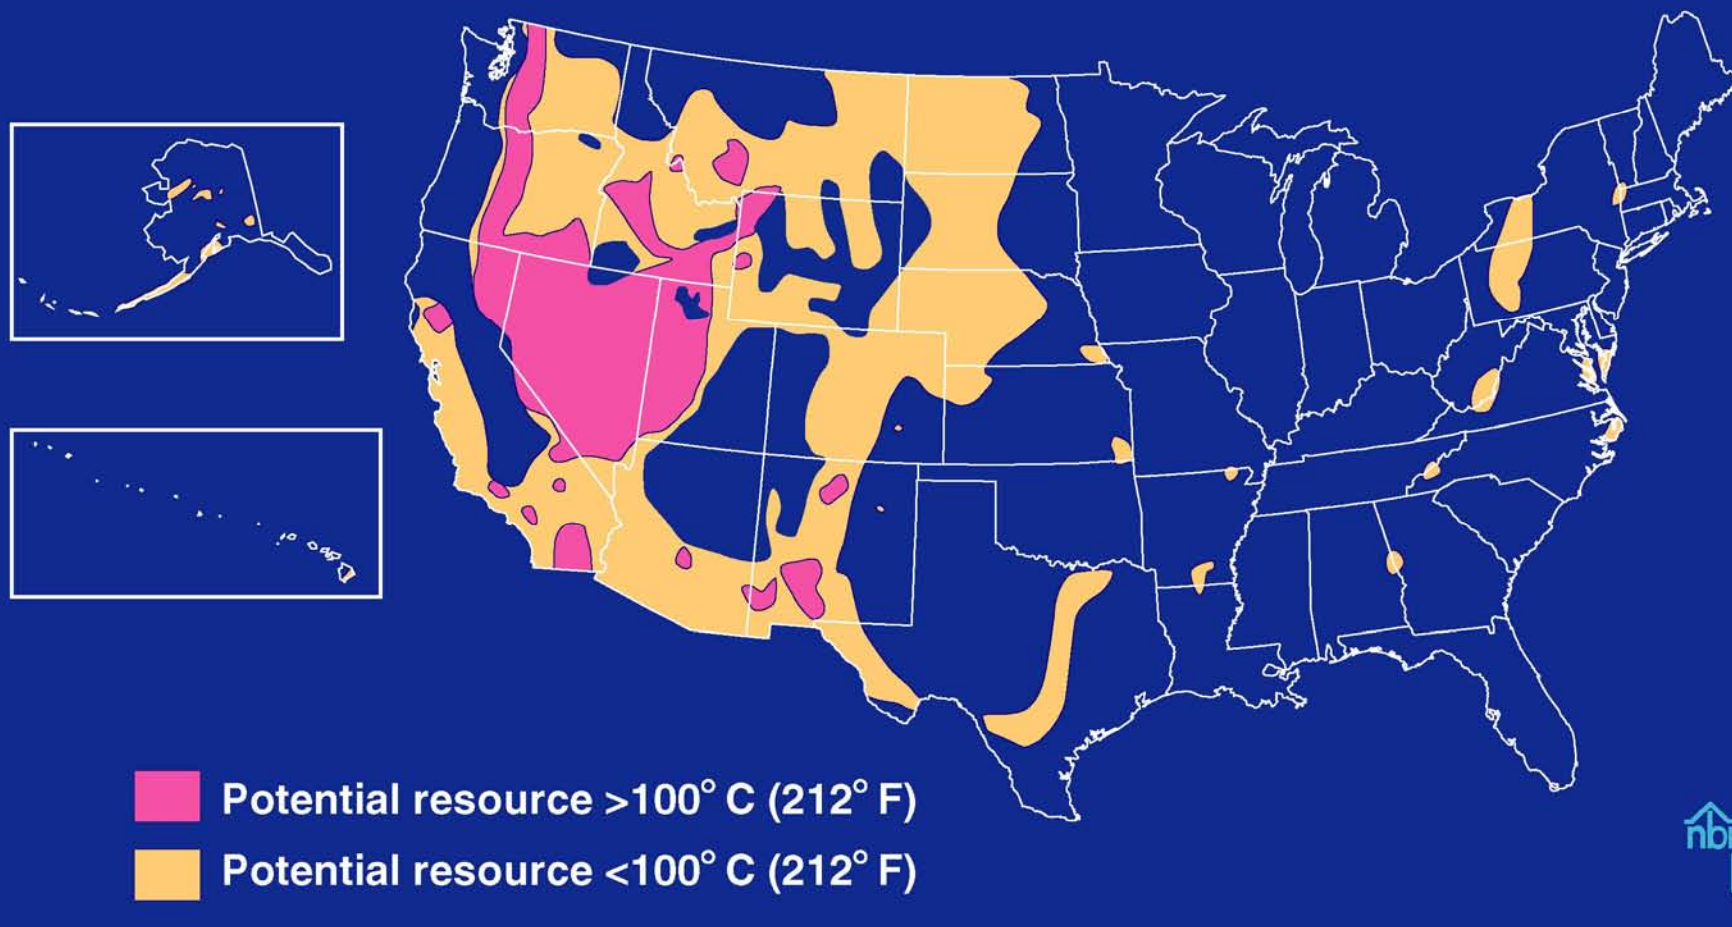 Potential resource >100° C (212° F)
Potential resource <100° C (212° F)